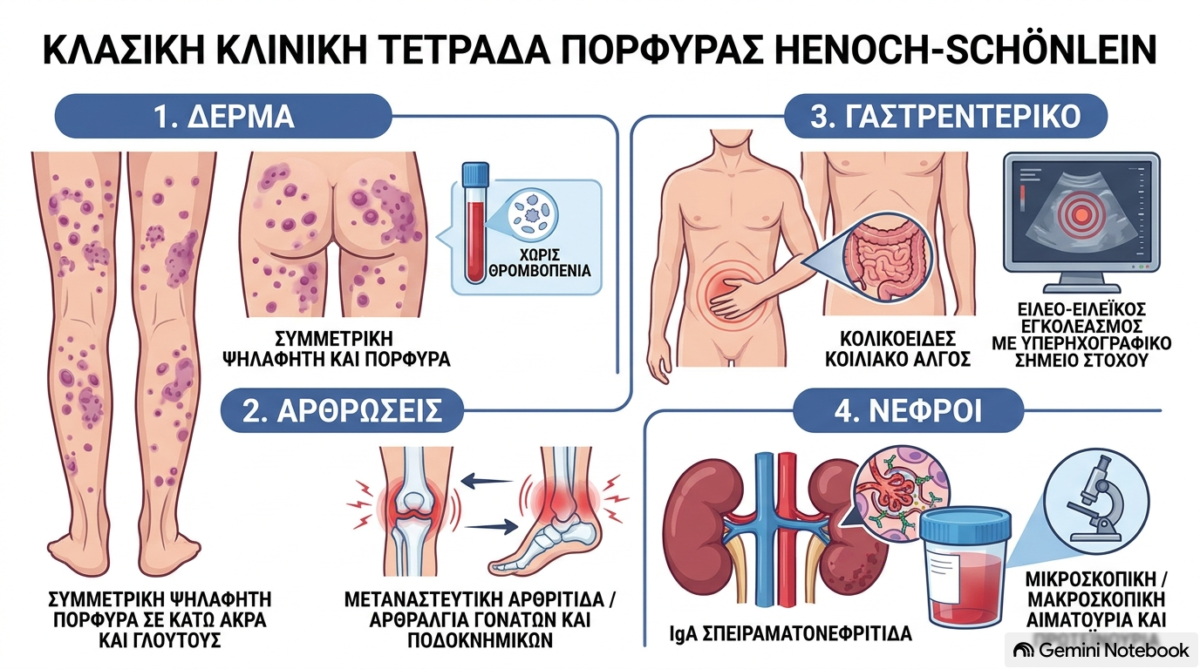 ΚΛΑΣΙΚΗ ΚΛΙΝΙΚΗ ΤΕΤΡΑΔΑ ΠΟΡΦΥΡΑΣ HENOCH-SCHÖNLEIN
1. ΔΕΡΜΑ
ΧΩΡΙΣ
ΘΡΟΜΒΟΠΕΝΙΑ
ΣΥΜΜΕΤΡΙΚΗ
ΨΗΛΑΦΗΤΗ ΚΑΙ ΠΟΡΦΥΡΑ
ΣΥΜΜΕΤΡΙΚΗ ΨΗΛΑΦΗΤΗ
ΠΟΡΦΥΡΑ ΣΕ ΚΑΤΩ ΑΚΡΑ
ΚΑΙ ΓΛΟΥΤΟΥΣ
2. ΑΡΘΡΩΣΕΙΣ
ΜΕΤΑΝΑΣΤΕΥΤΙΚΗ ΑΡΘΡΙΤΙΔΑ /
ΑΡΘΡΑΛΓΙΑ ΓΟΝΑΤΩΝ ΚΑΙ
ΠΟΔΟΚΝΗΜΙΚΩΝ
3. ΓΑΣΤΡΕΝΤΕΡΙΚΟ
ΚΟΛΙΚΟΕΙΔΕΣ
ΚΟΙΛΙΑΚΟ ΑΛΓΟΣ
ΕΙΛΕΟ-ΕΙΛΕΪΚΟΣ
ΕΓΚΟΛΕΑΣΜΟΣ
ΜΕ ΥΠΕΡΗΧΟΓΡΑΦΙΚΟ
ΣΗΜΕΙΟ ΣΤΟΧΟΥ
4. ΝΕΦΡΟΙ
IgA ΣΠΕΙΡΑΜΑΤΟΝΕΦΡΙΤΙΔΑ
ΜΙΚΡΟΣΚΟΠΙΚΗ /
ΜΑΚΡΟΣΚΟΠΙΚΗ
ΑΙΜΑΤΟΥΡΙΑ ΚΑΙ
Gemini Notebook